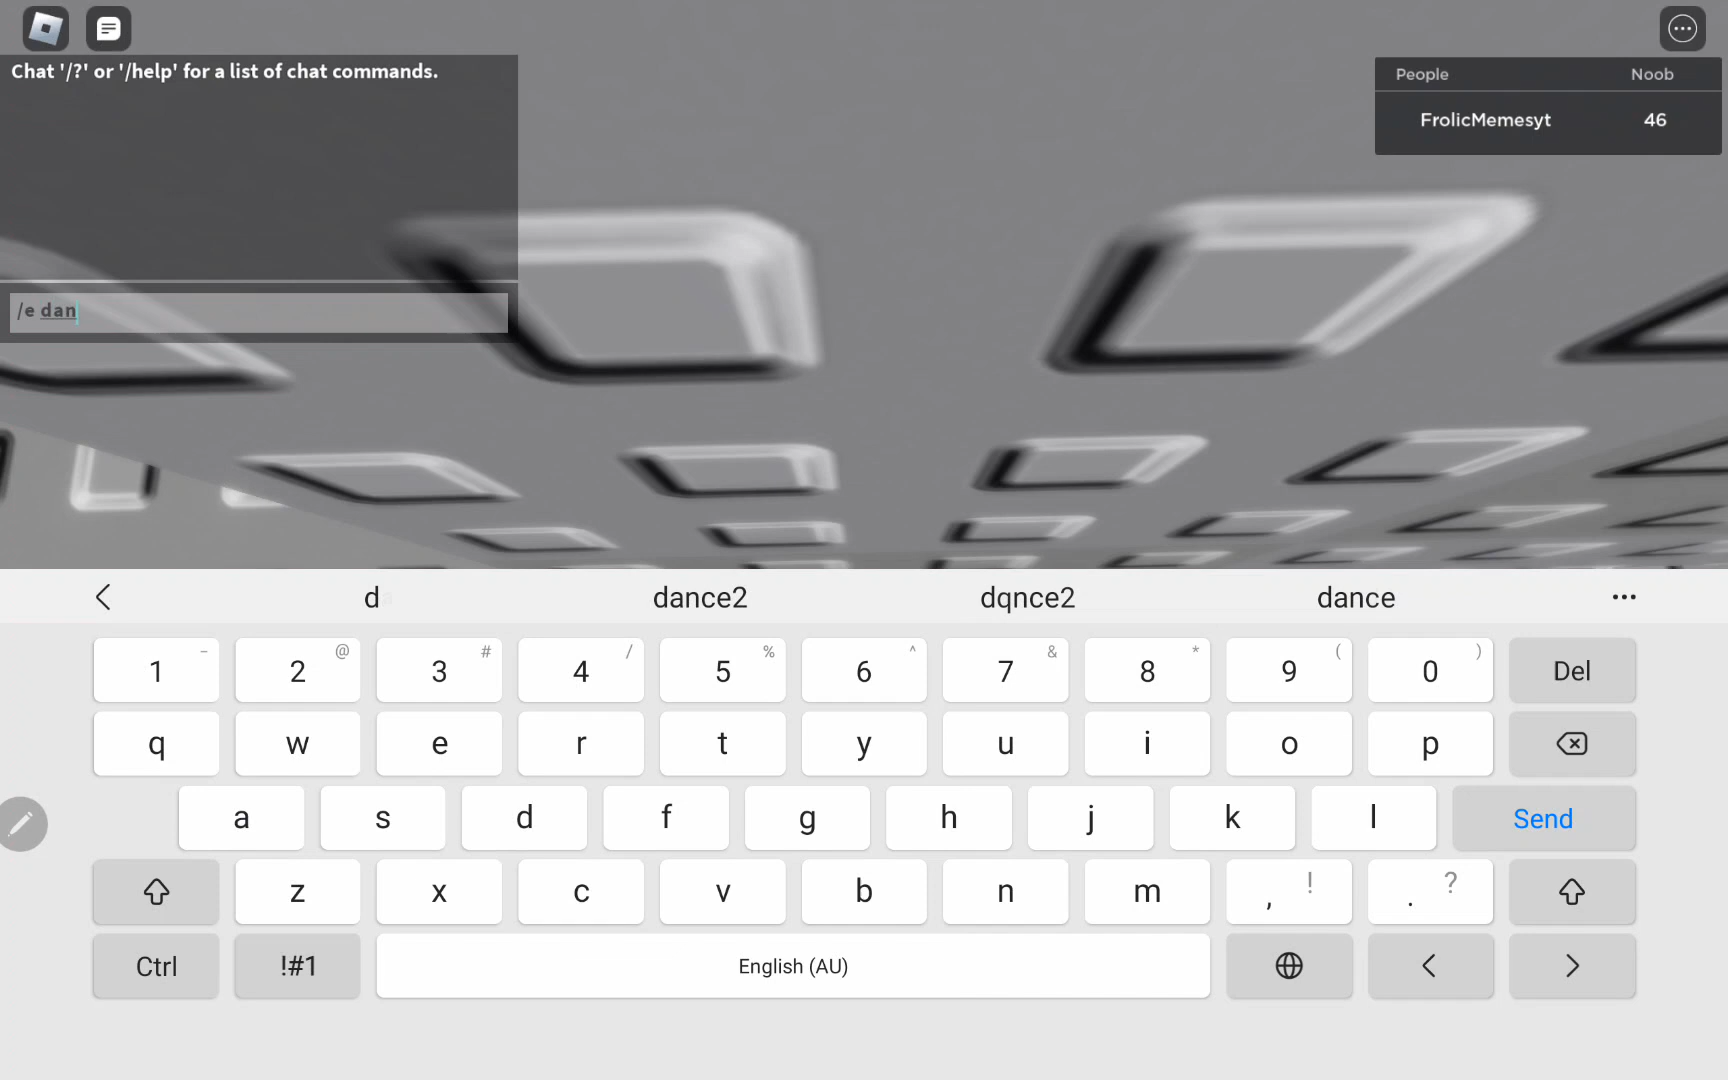 Chat '/?' or '/help' for a list of chat commands.
People Noob
FrolicMemesyt 46
/e dan
d dance2 dqnce2 dance
1 - 2 @ 3 # 4 / 5 % 6 ^ 7 & 8 * 9 ( 0 ) Del
q w e r t y u i o p
a s d f g h j k l Send
z x c v b n m , ! . ?
Ctrl !#1 English (AU) < >